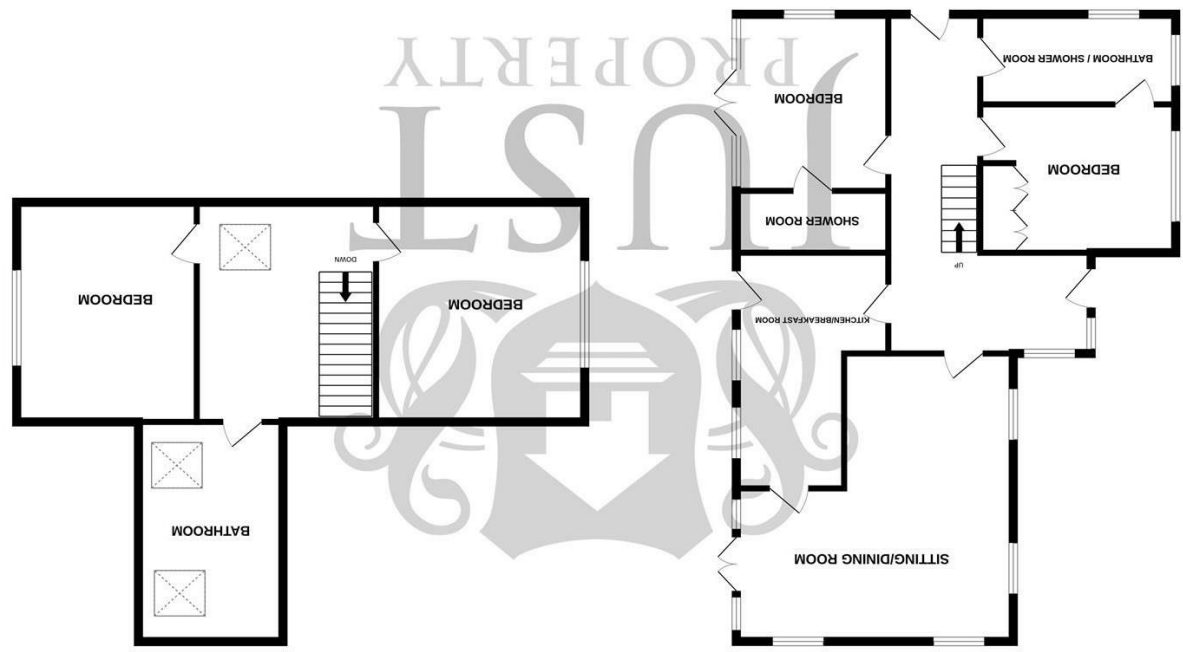 SITTING/DINING ROOM
KITCHEN/BREAKFAST ROOM
UP
SHOWER ROOM
BEDROOM
BEDROOM
BATHROOM / SHOWER ROOM
BATHROOM
BEDROOM
BEDROOM
DOWN
JUST
PROPERTY